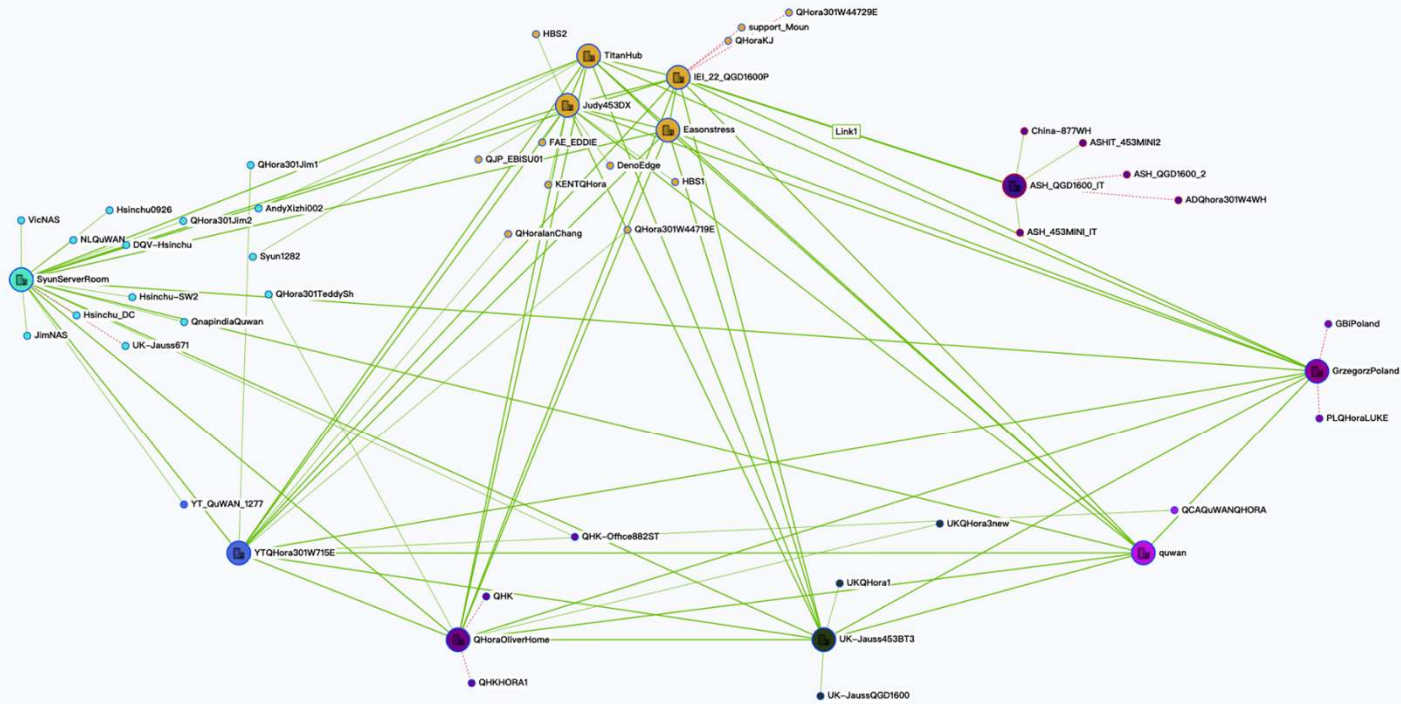 QHora301W44729E
support_Moun
HBS2
QHoraKJ
TitanHub
IEI_22_QGD1600P
Judy453DX
Easonstress
Link1
China-877WH
ASHIT_453MINI2
FAE_EDDIE
QJP_EBISU01
DenoEdge
QHora301Jim1
ASH_QGD1600_2
KENTQHora
HBS1
ASH_QGD1600_IT
ADQhora301W4WH
Hsinchu0926
AndyXizhi002
VicNAS
QHora301Jim2
QHora301W44719E
ASH_453MINI_IT
QHoraIanChang
NLQuWAN
DQV-Hsinchu
Syun1282
SyunServerRoom
QHora301TeddySh
Hsinchu-SW2
Hsinchu_DC
QnapindiaQuwan
GBiPoland
JimNAS
UK-Jauss671
GrzegorzPoland
PLQHoraLUKE
YT_QuWAN_1277
QCAQuWANQHORA
UKQHora3new
QHK-Office882ST
YTQHora301W715E
quwan
UKQHora1
QHK
QHoraOliverHome
UK-Jauss453BT3
QHKHORA1
UK-JaussQGD1600